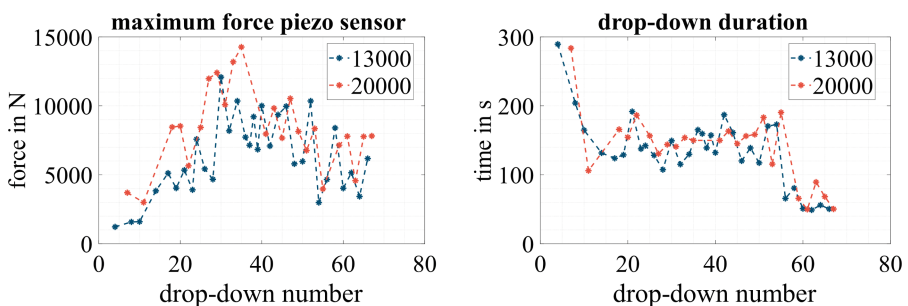 maximum force piezo sensor
15000
10000
5000
0
force in N
13000
20000
0 20 40 60 80
drop-down number
drop-down duration
300
200
100
0
time in s
13000
20000
0 20 40 60 80
drop-down number